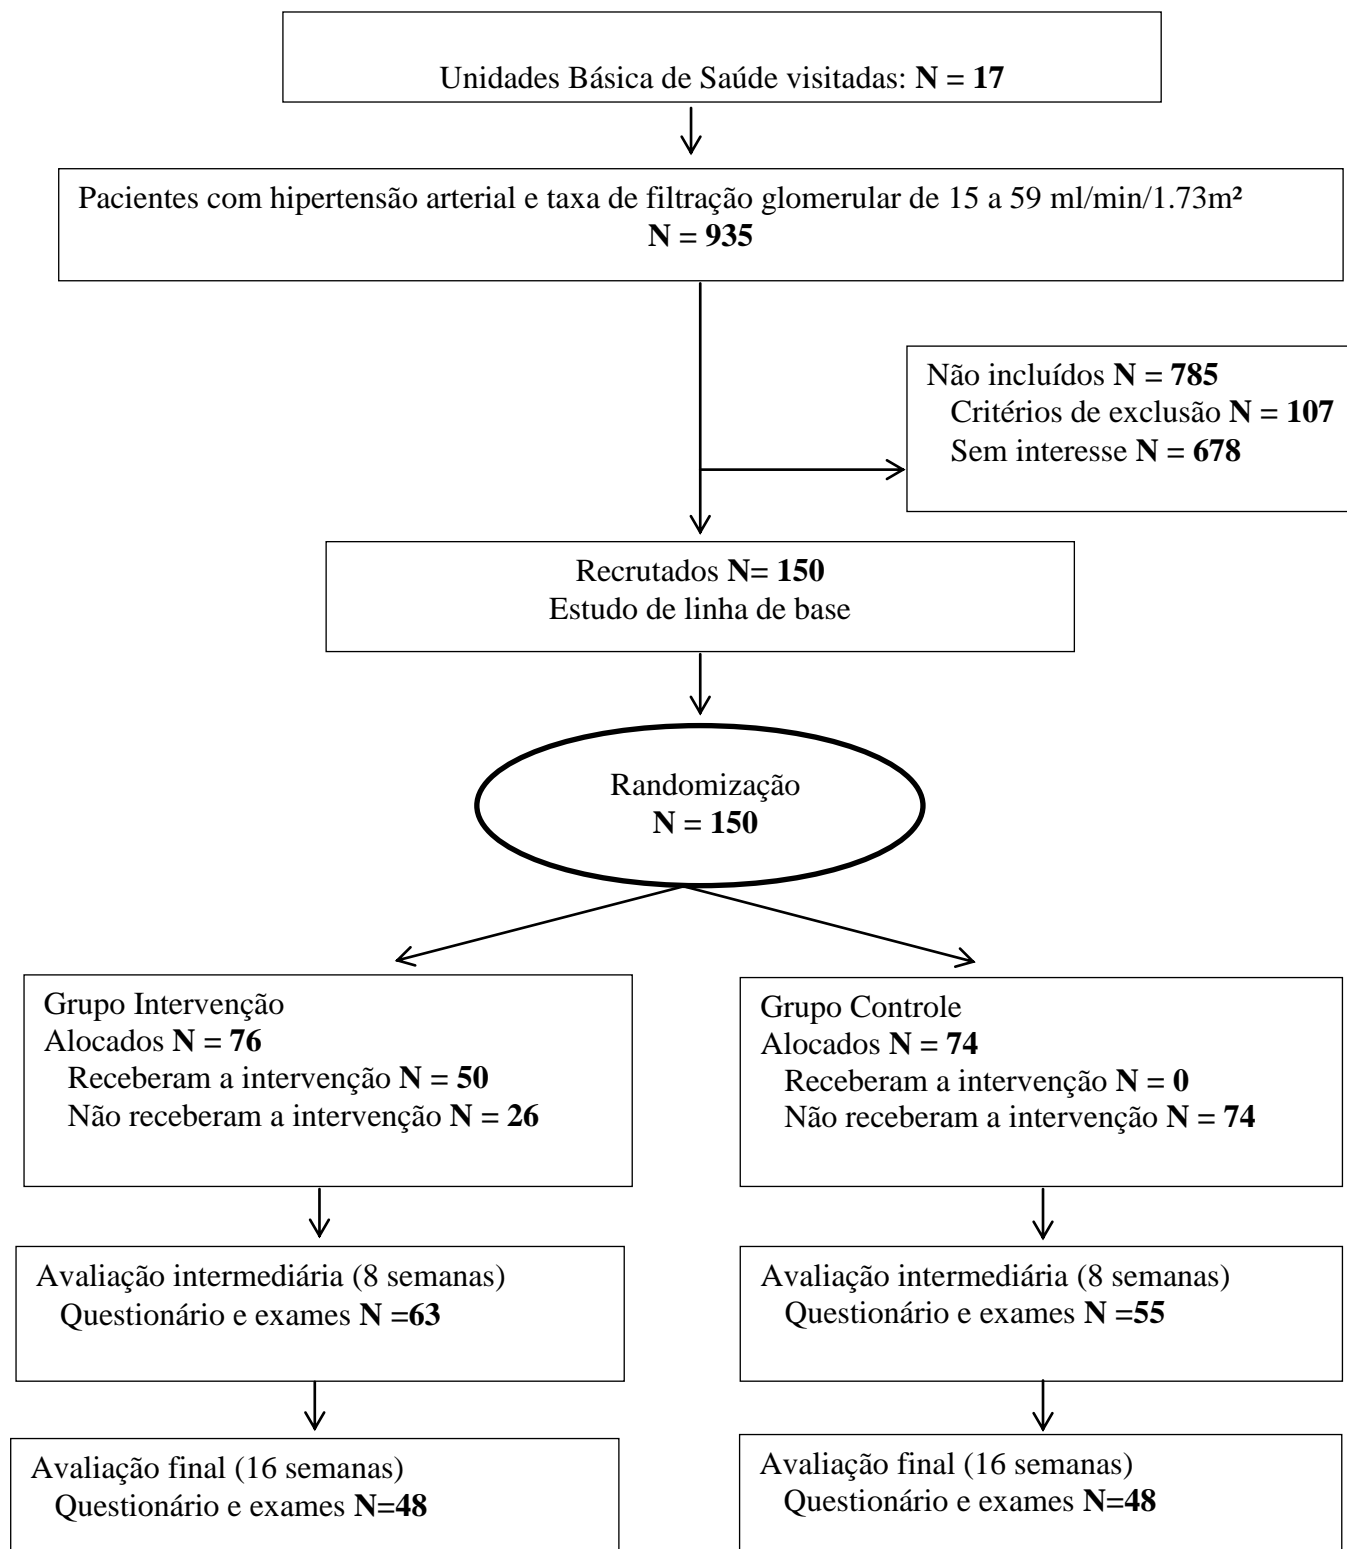 Unidades Básica de Saúde visitadas: N = 17
Pacientes com hipertensão arterial e taxa de filtração glomerular de 15 a 59 ml/min/1.73m²
N = 935
Não incluídos N = 785
Critérios de exclusão N = 107
Sem interesse N = 678
Recrutados N= 150
Estudo de linha de base
Randomização
N = 150
Grupo Intervenção
Alocados N = 76
Receberam a intervenção N = 50
Não receberam a intervenção N = 26
Grupo Controle
Alocados N = 74
Receberam a intervenção N = 0
Não receberam a intervenção N = 74
Avaliação intermediária (8 semanas)
Questionário e exames N =63
Avaliação intermediária (8 semanas)
Questionário e exames N =55
Avaliação final (16 semanas)
Questionário e exames N=48
Avaliação final (16 semanas)
Questionário e exames N=48